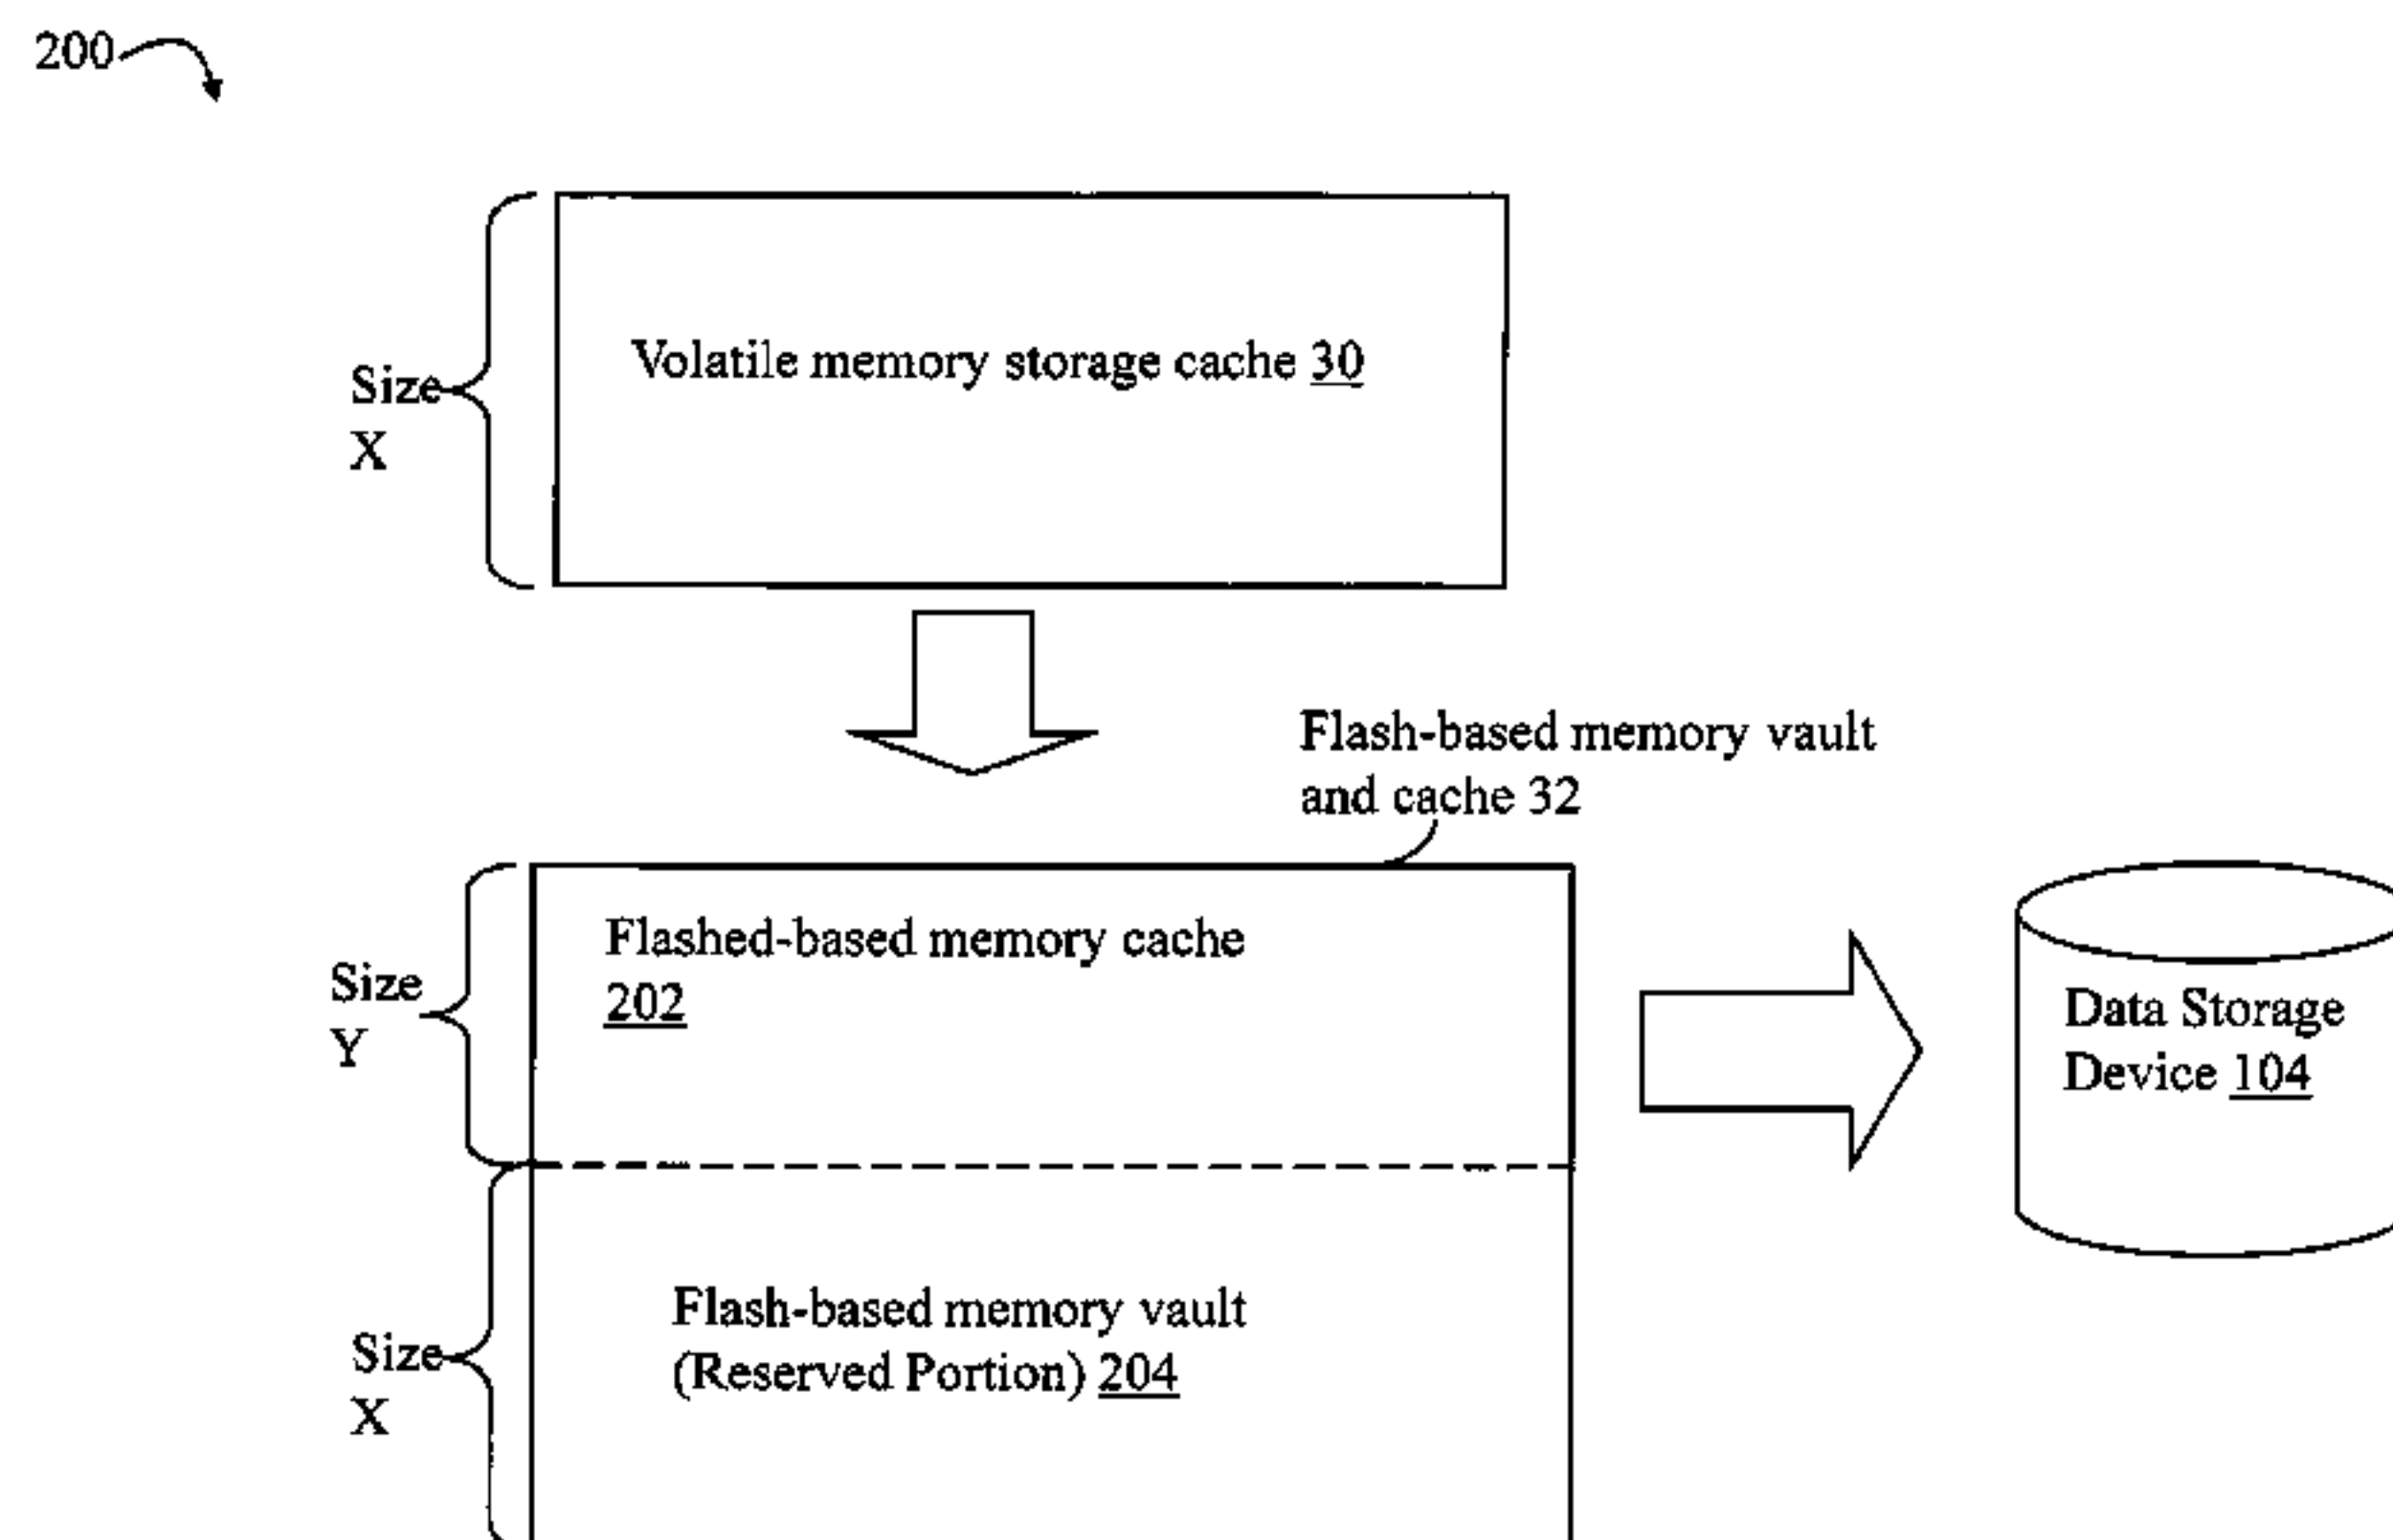 200
Volatile memory storage cache 30
Size
X
Flash-based memory vault
and cache 32
Flashed-based memory cache
202
Size
Y
Data Storage
Device 104
Flash-based memory vault
(Reserved Portion) 204
Size
X